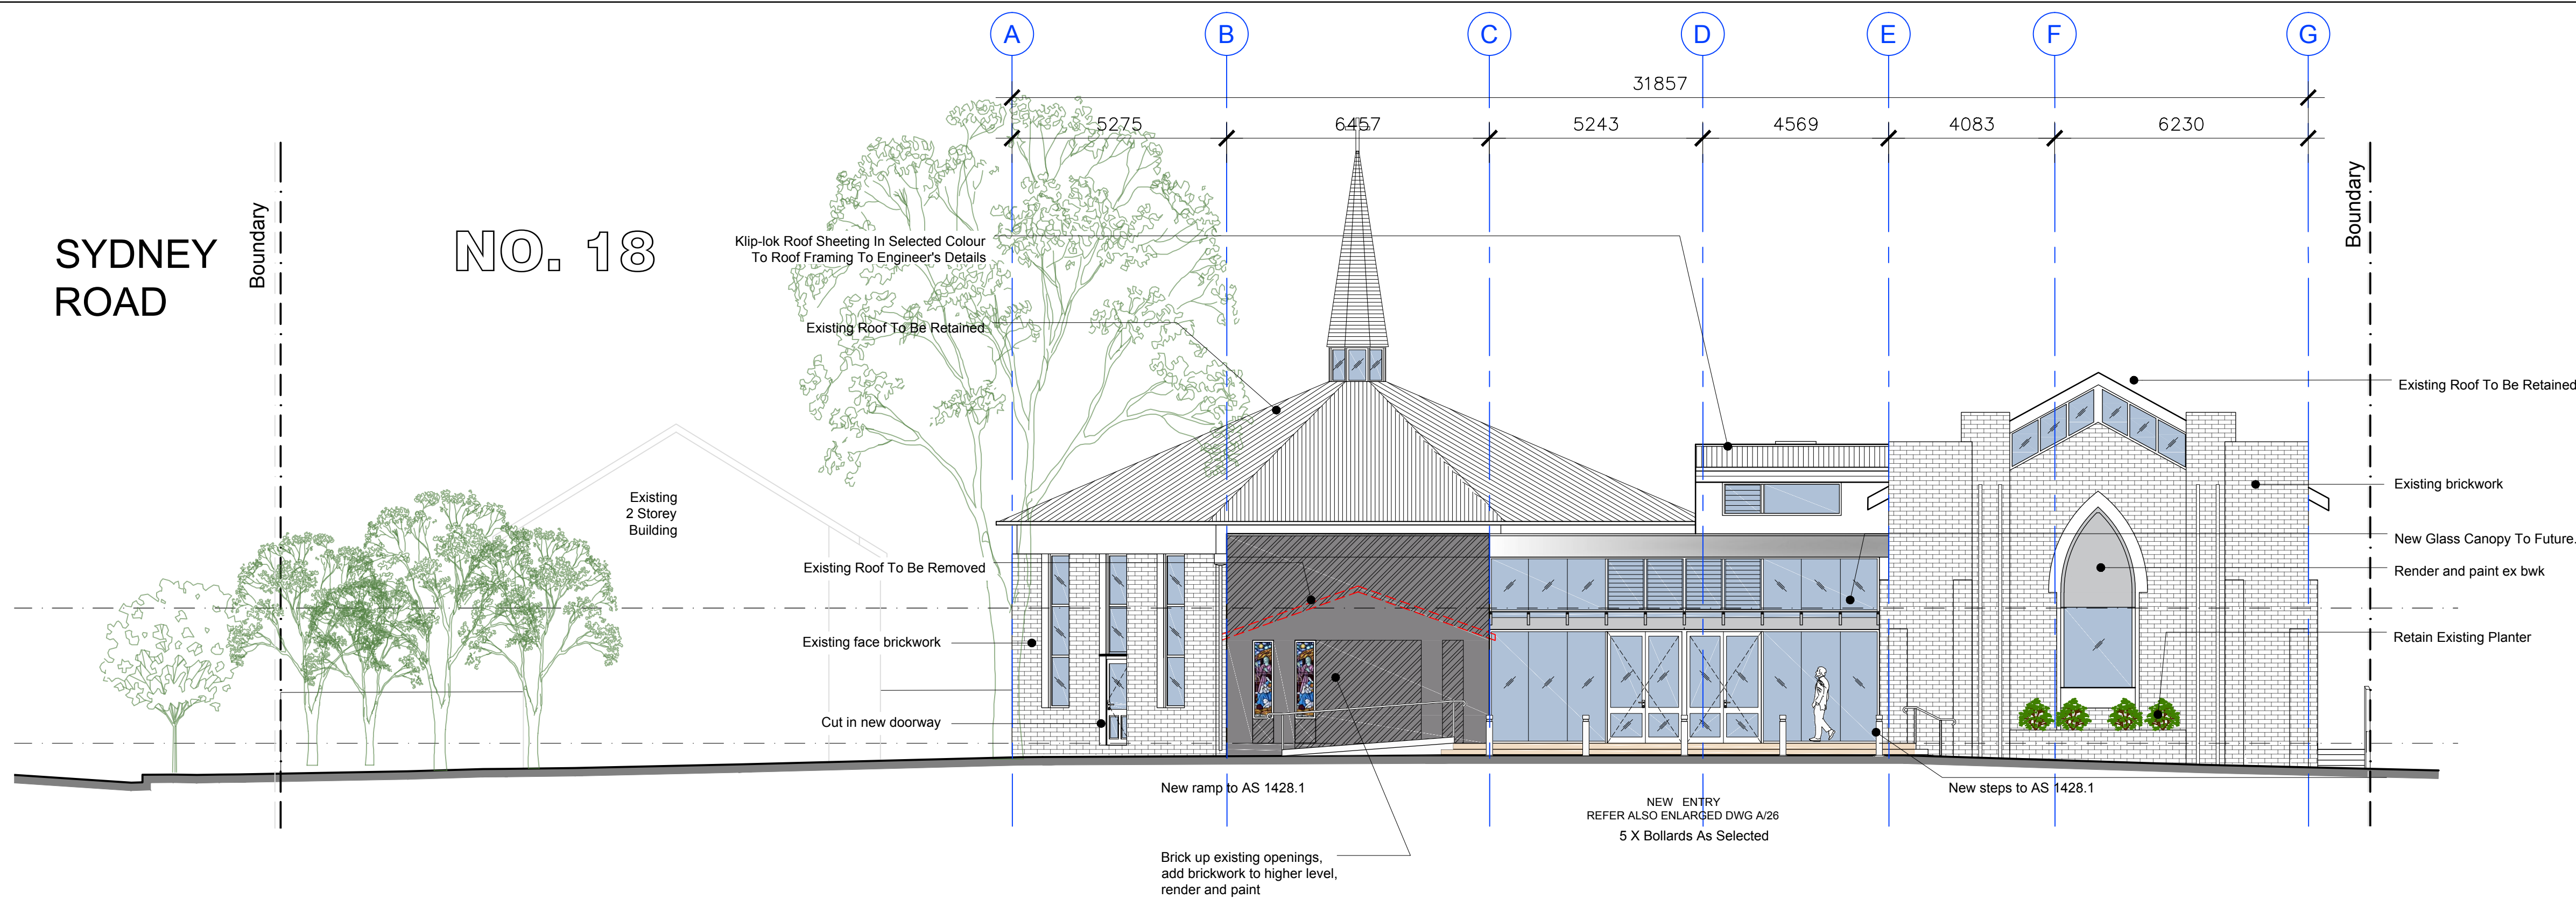 A B C D E F G
31857
5275 6457 5243 4569 4083 6230
SYDNEY
ROAD
Boundary
NO. 18
Boundary
Klip-lok Roof Sheeting In Selected Colour
To Roof Framing To Engineer's Details
Existing Roof To Be Retained
Existing
2 Storey
Building
Existing Roof To Be Removed
Existing face brickwork
Cut in new doorway
Existing Roof To Be Retained
Existing brickwork
New Glass Canopy To Future.
Render and paint ex bwk
Retain Existing Planter
New ramp to AS 1428.1
NEW ENTRY
REFER ALSO ENLARGED DWG A/26
5 X Bollards As Selected
New steps to AS 1428.1
Brick up existing openings,
add brickwork to higher level,
render and paint